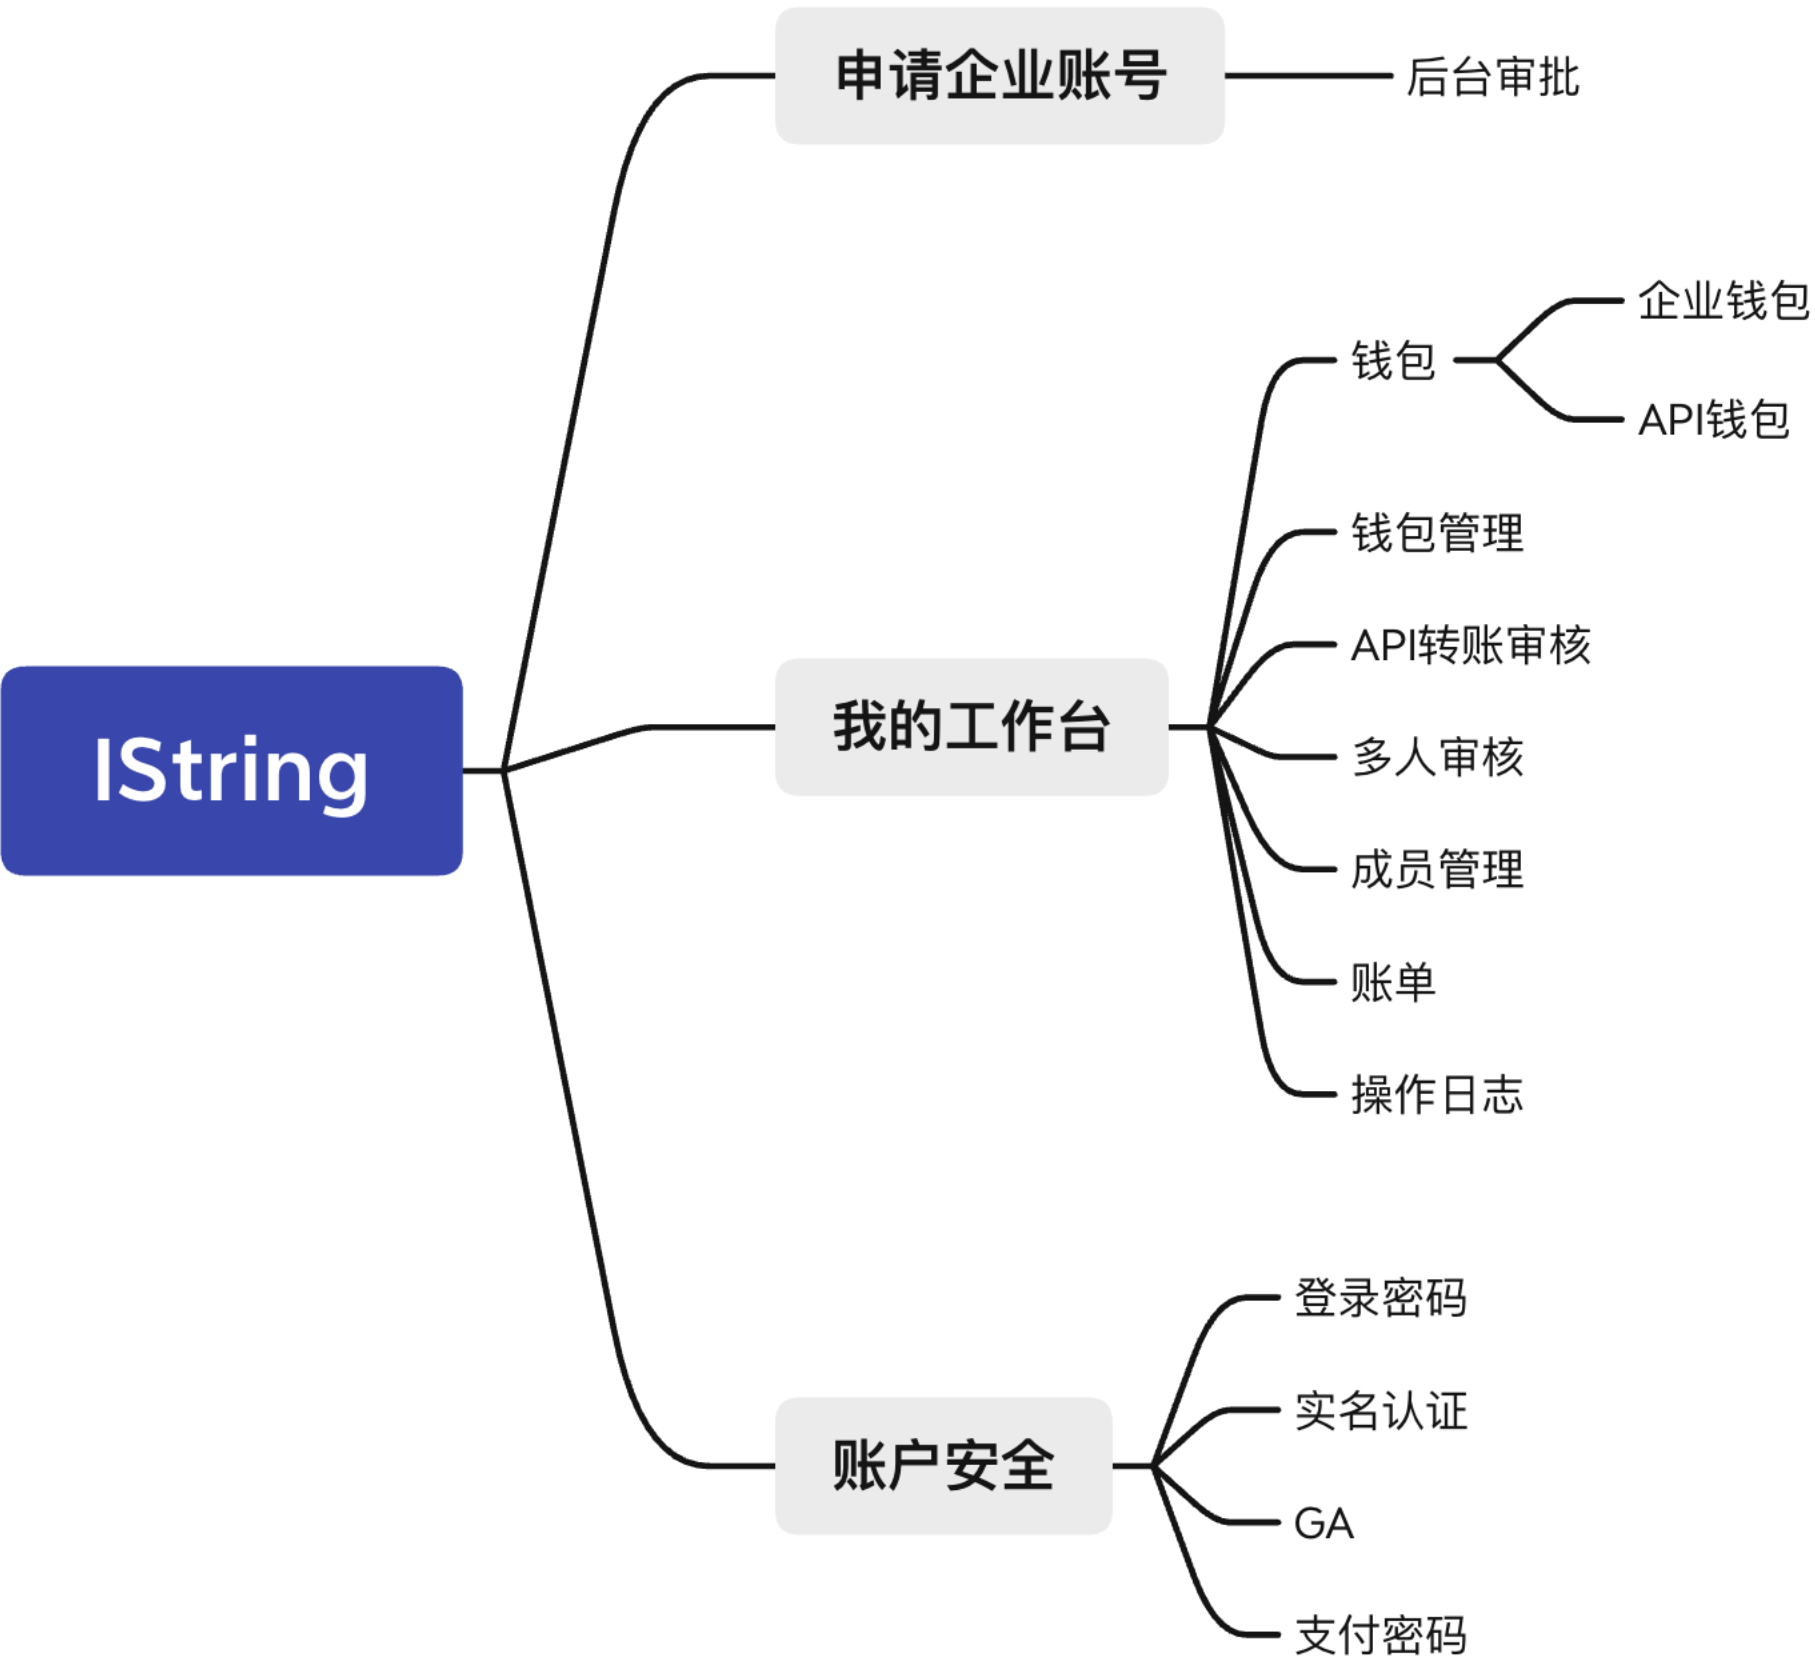 IString
申请企业账号
后台审批
我的工作台
钱包
企业钱包
API钱包
钱包管理
API转账审核
多人审核
成员管理
账单
操作日志
账户安全
登录密码
实名认证
GA
支付密码